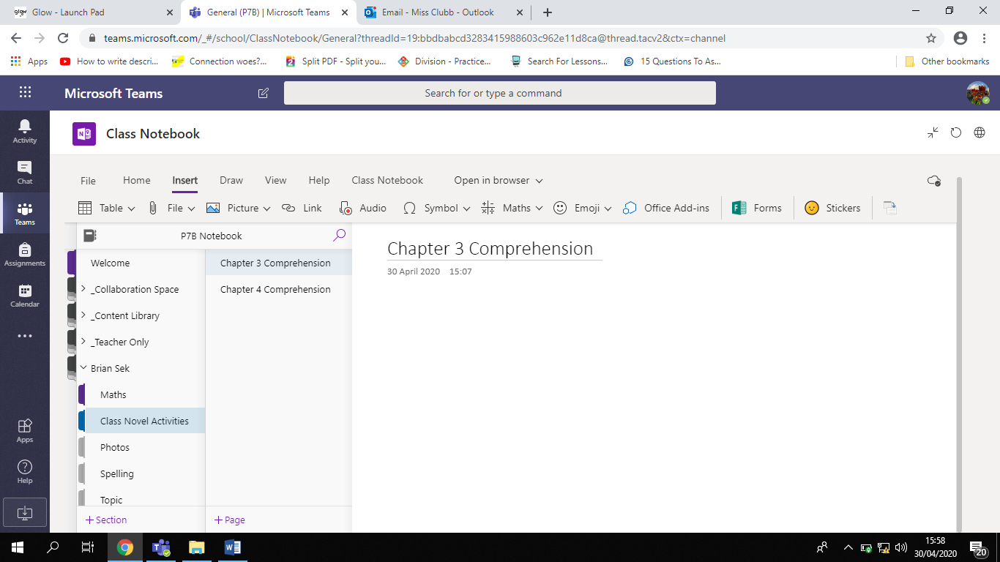 glow Glow - Launch Pad
General (P7B) | Microsoft Teams
Email - Miss Clubb - Outlook
teams.microsoft.com/_#/school/ClassNotebook/General?threadId=19:bbdbabcd3283415988603c962e11d8ca@thread.tacv2&ctx=channel
Apps
How to write descri...
Connection woes?...
Split PDF - Split you...
Division - Practice...
Search For Lessons...
15 Questions To As...
Other bookmarks
Microsoft Teams
Search for or type a command
Activity
Chat
Teams
Assignments
Calendar
Apps
Help
Class Notebook
File Home Insert Draw View Help Class Notebook Open in browser
Table File Picture Link Audio Symbol Maths Emoji Office Add-ins Forms Stickers
P7B Notebook
Welcome
_Collaboration Space
_Content Library
_Teacher Only
Brian Sek
Maths
Class Novel Activities
Photos
Spelling
Topic
+ Section
Chapter 3 Comprehension
Chapter 4 Comprehension
+ Page
Chapter 3 Comprehension
30 April 2020 15:07
15:58
30/04/2020
20